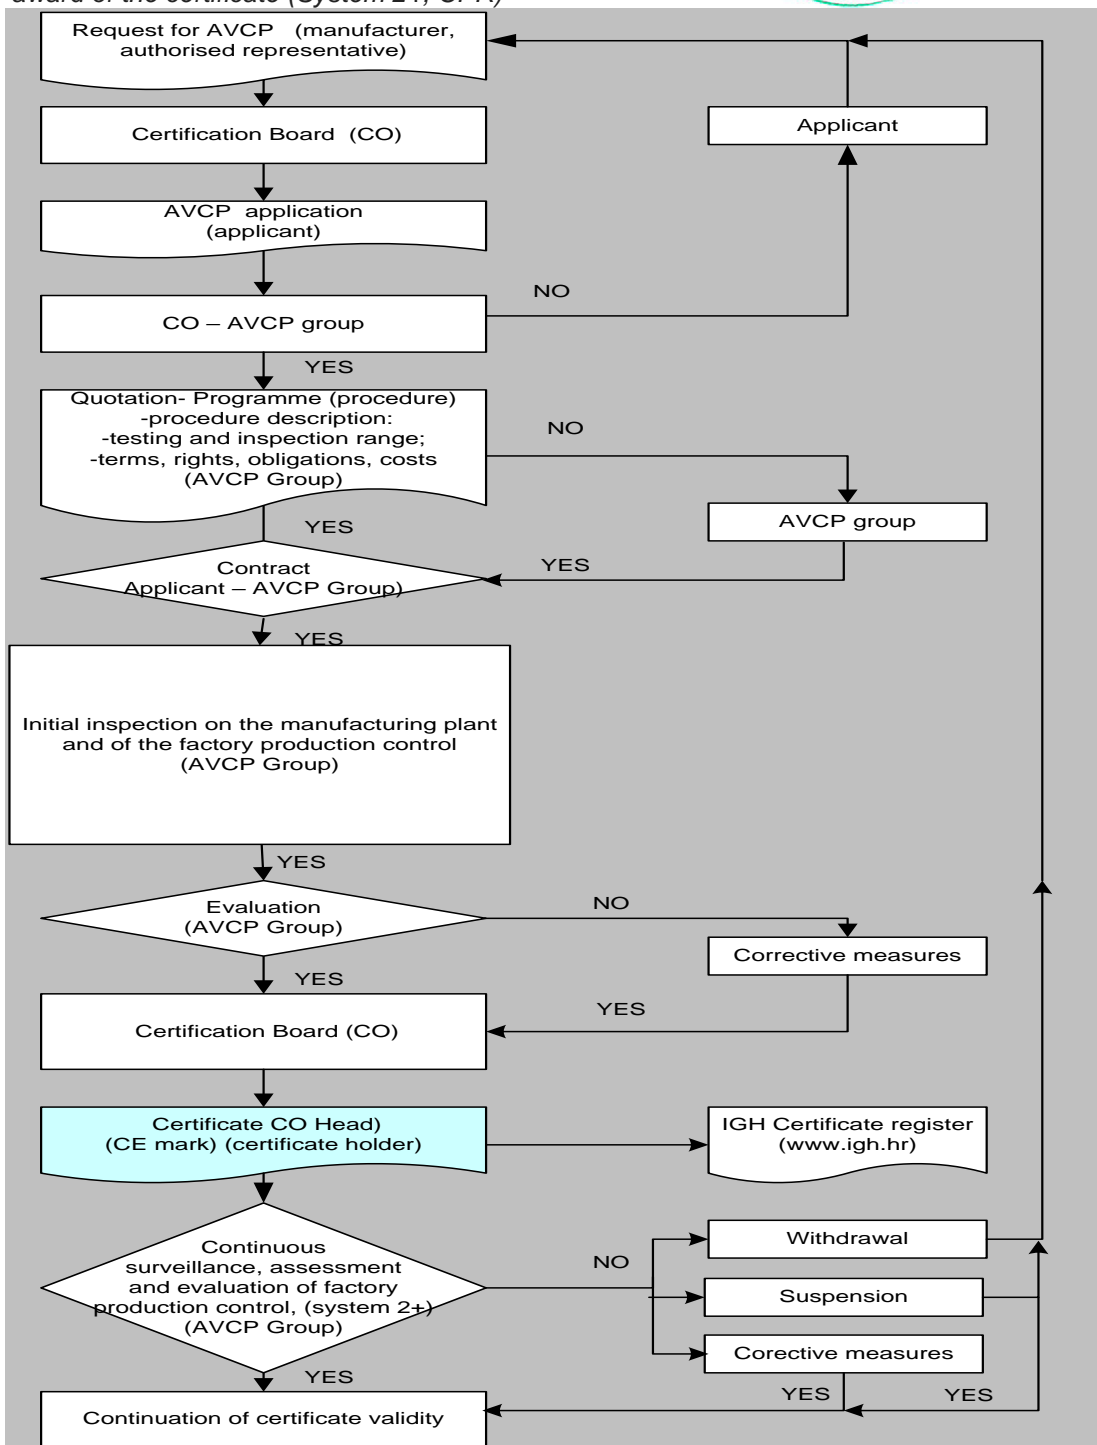 award of the certificate (System 2+, CPR)
Request for AVCP (manufacturer,
authorised representative)
Certification Board (CO)
Applicant
AVCP application
(applicant)
NO
CO – AVCP group
YES
Quotation- Programme (procedure)
-procedure description:
-testing and inspection range;
-terms, rights, obligations, costs
(AVCP Group)
NO
AVCP group
YES
YES
Contract
Applicant – AVCP Group)
YES
Initial inspection on the manufacturing plant
and of the factory production control
(AVCP Group)
YES
Evaluation
(AVCP Group)
NO
Corrective measures
YES
YES
Certification Board (CO)
Certificate CO Head)
(CE mark) (certificate holder)
IGH Certificate register
(www.igh.hr)
Continuous
surveillance, assessment
and evaluation of factory
production control, (system 2+)
(AVCP Group)
NO
Withdrawal
Suspension
Corective measures
YES
YES
YES
Continuation of certificate validity